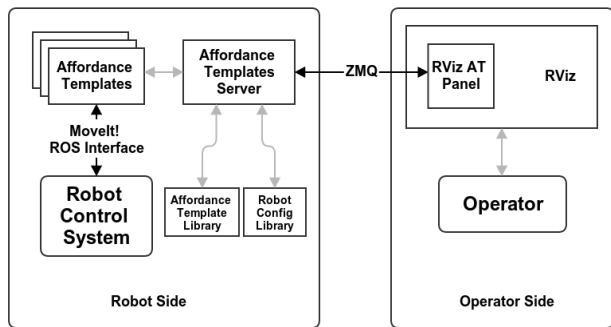 Affordance
Templates
Affordance
Templates
Server
ZMQ
RViz AT
Panel
RViz
MoveIt!
ROS Interface
Robot
Control
System
Affordance
Template
Library
Robot
Config
Library
Operator
Robot Side
Operator Side